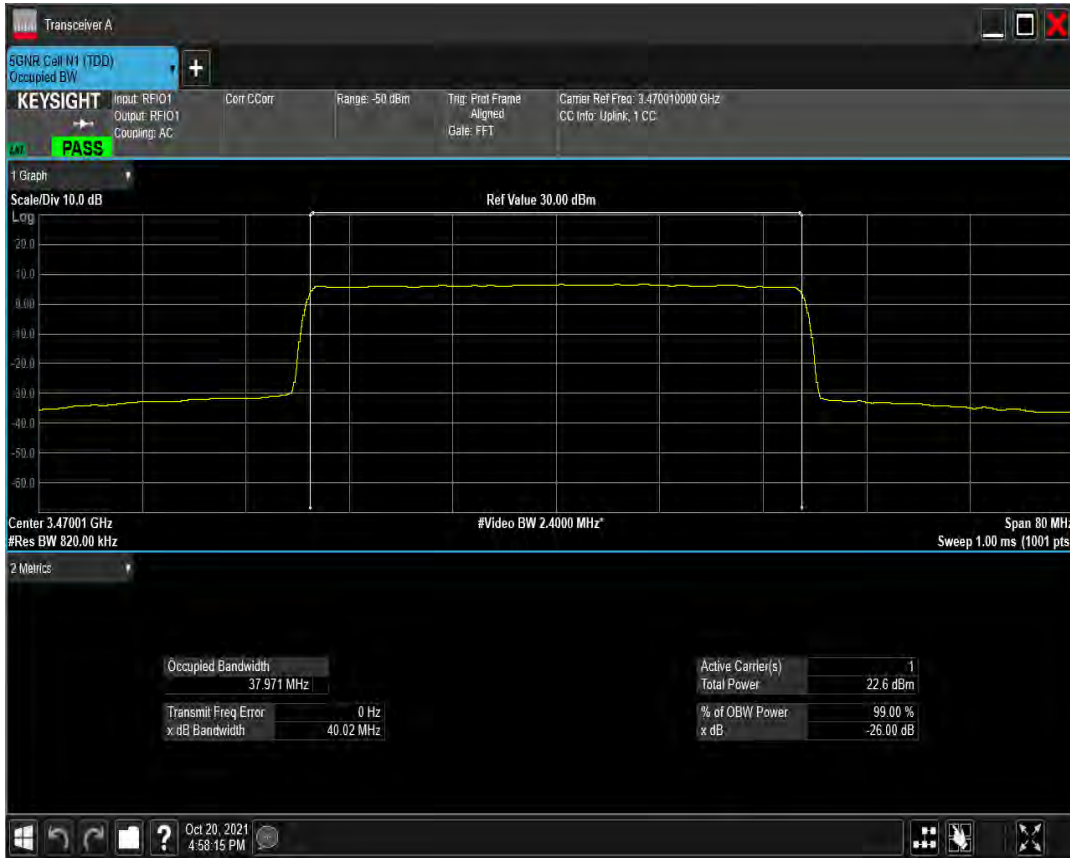 Transceiver A
5GNR Cell N1 (TDD)
Occupied BW
+
KEYSIGHT
Input: RFIO1
Output: RFIO1
Coupling: AC
Corr CCorr
Range: -50 dBm
Trig: Prot Frame
Aligned
Gate: FFT
Carrier Ref Freq: 3.470010000 GHz
CC Info: Uplink, 1 CC
PASS
1 Graph
Scale/Div 10.0 dB
Ref Value 30.00 dBm
Log
20.0
10.0
0.00
-10.0
-20.0
-30.0
-40.0
-50.0
-60.0
Center 3.47001 GHz
#Video BW 2.4000 MHz*
Span 80 MHz
#Res BW 820.00 kHz
Sweep 1.00 ms (1001 pts
2 Metrics
Occupied Bandwidth
37.971 MHz
Transmit Freq Error 0 Hz
x dB Bandwidth 40.02 MHz
Active Carrier(s) 1
Total Power 22.6 dBm
% of OBW Power 99.00 %
x dB -26.00 dB
?
Oct 20, 2021
4:58:15 PM